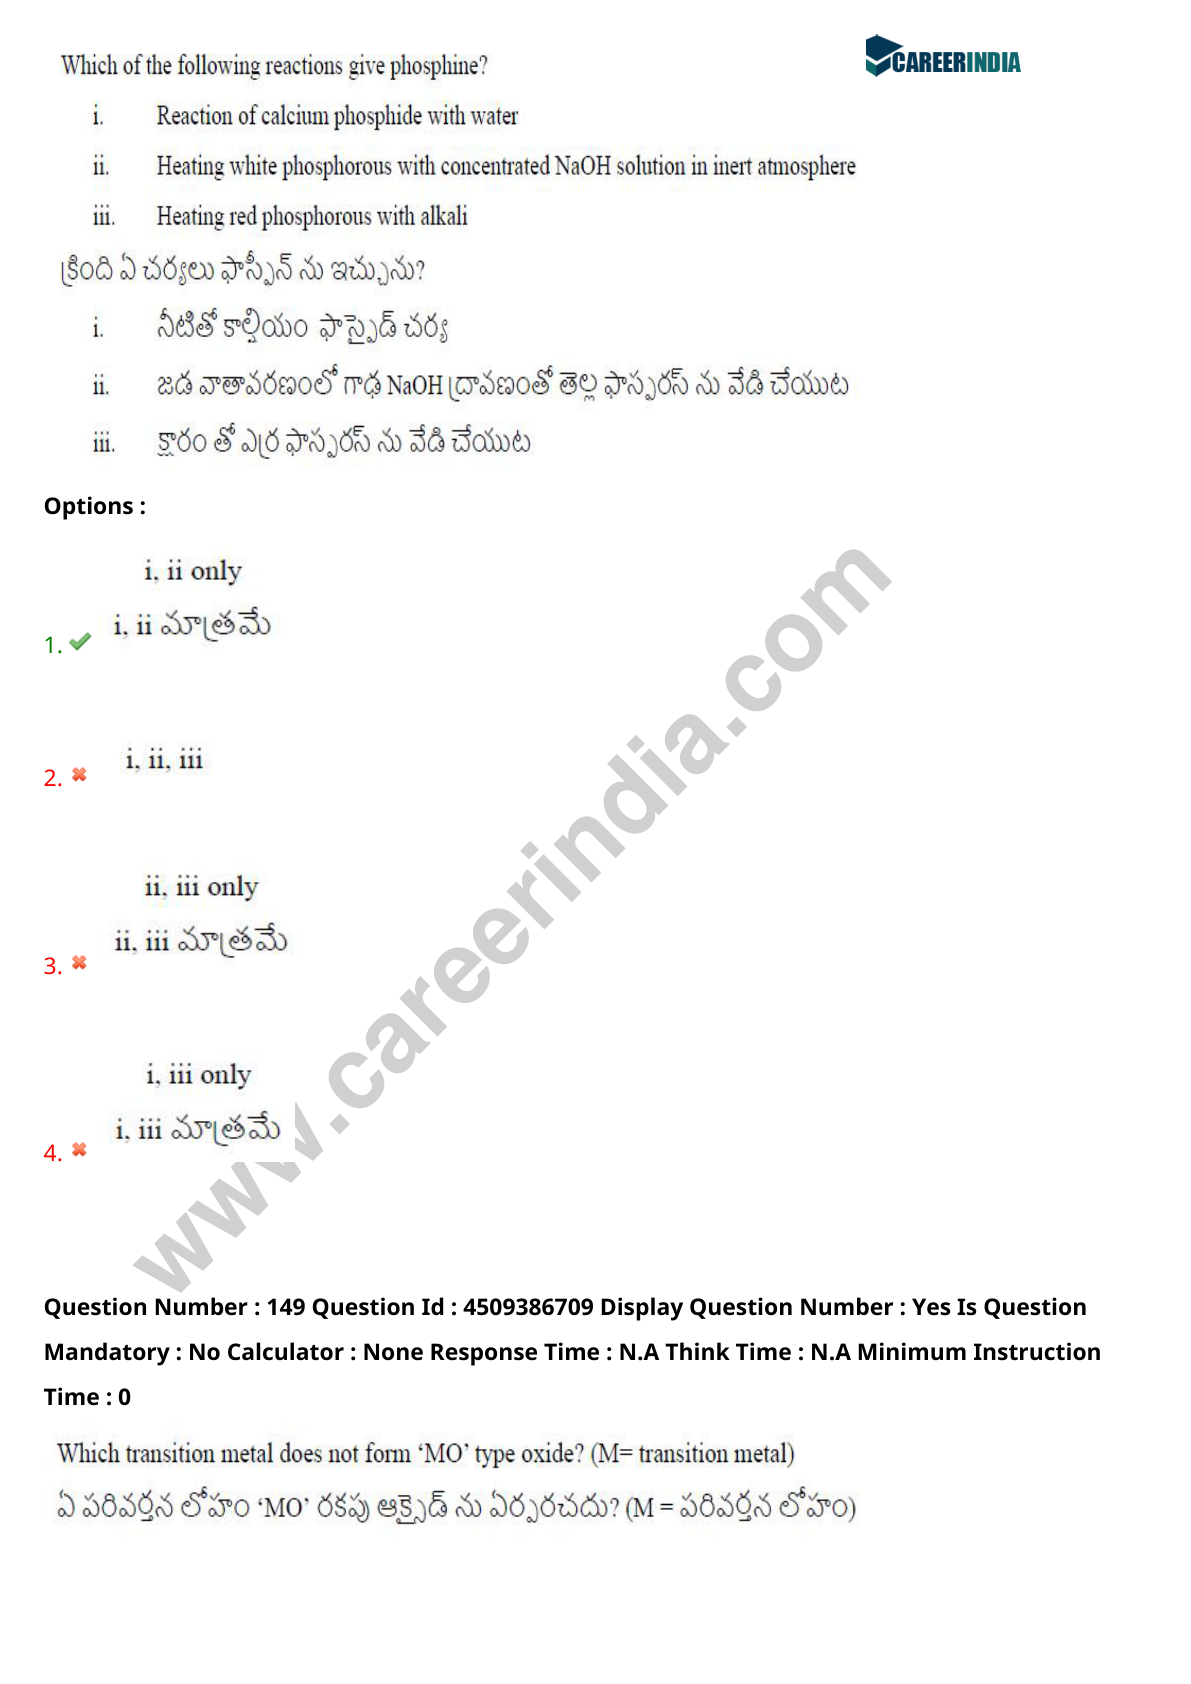 CAREERINDIA
Which of the following reactions give phosphine?
i. Reaction of calcium phosphide with water
ii. Heating white phosphorous with concentrated NaOH solution in inert atmosphere
iii. Heating red phosphorous with alkali
క్రింది ఏ చర్యలు ఫాస్ఫీన్ ను ఇచ్చును?
i. నీటితో కాల్షియం ఫాస్ఫైడ్ చర్య
ii. జడ వాతావరణంలో గాఢ NaOH ద్రావణంతో తెల్ల ఫాస్ఫరస్ ను వేడి చేయుట
iii. క్షారం తో ఎర్ర ఫాస్ఫరస్ ను వేడి చేయుట
Options :
i, ii only
1. i, ii మాత్రమే
2. i, ii, iii
ii, iii only
3. ii, iii మాత్రమే
i, iii only
4. i, iii మాత్రమే
www.careerindia.com
Question Number : 149 Question Id : 4509386709 Display Question Number : Yes Is Question
Mandatory : No Calculator : None Response Time : N.A Think Time : N.A Minimum Instruction
Time : 0
Which transition metal does not form ‘MO’ type oxide? (M= transition metal)
ఏ పరివర్తన లోహం ‘MO’ రకపు ఆక్సైడ్ ను ఏర్పరచదు? (M = పరివర్తన లోహం)